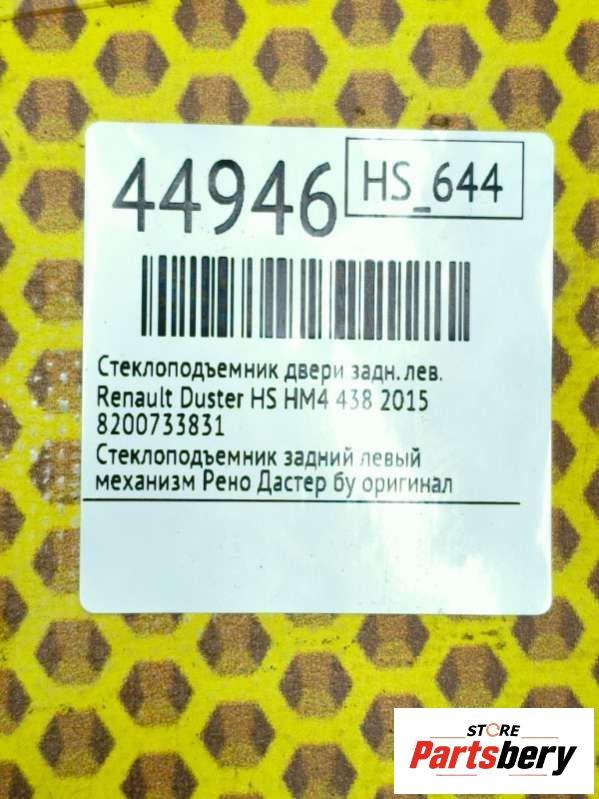 44946
HS_644
Стеклоподъемник двери задн. лев.
Renault Duster HS HM4 438 2015
8200733831
Стеклоподъемник задний левый
механизм Рено Дастер бу оригинал
STORE
Partsbery